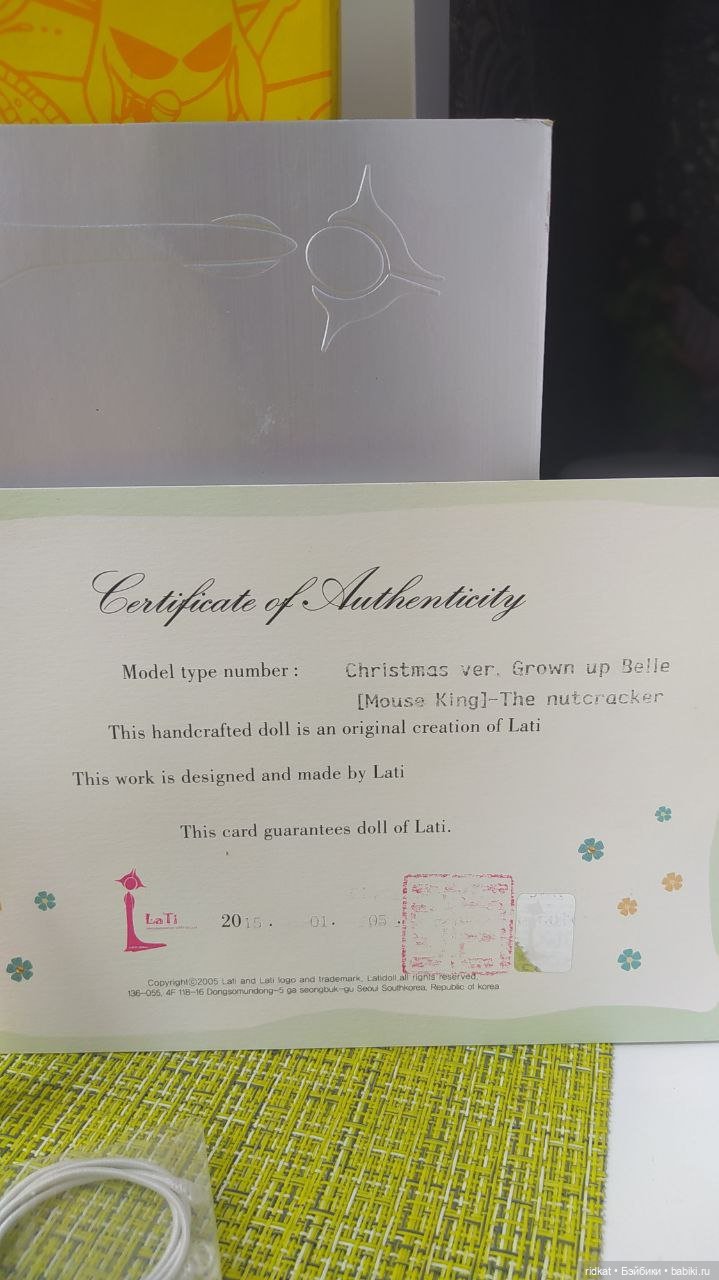 Certificate of Authenticity
Model type number : Christmas ver. Grown up Belle
[Mouse King]-The nutcracker
This handcrafted doll is an original creation of Lati
This work is designed and made by Lati
This card guarantees doll of Lati.
LaTi
2015 . 01. 05 .
Copyrightⓒ2005 Lati and Lati logo and trademark, Latidoll.all rights reserved.
136-055, 4F 118-16 Dongsomundong-5 ga seongbuk-gu Seoul Southkorea, Republic of korea
ridkat • Бэйбики • babiki.ru